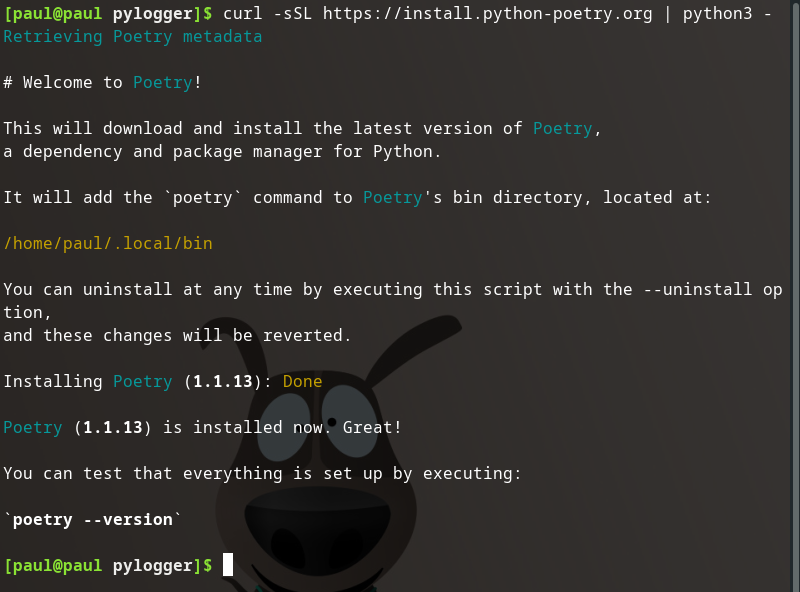 [paul@paul pylogger]$ curl -sSL https://install.python-poetry.org | python3 -
Retrieving Poetry metadata
# Welcome to Poetry!
This will download and install the latest version of Poetry,
a dependency and package manager for Python.
It will add the `poetry` command to Poetry's bin directory, located at:
/home/paul/.local/bin
You can uninstall at any time by executing this script with the --uninstall op
tion,
and these changes will be reverted.
Installing Poetry (1.1.13): Done
Poetry (1.1.13) is installed now. Great!
You can test that everything is set up by executing:
`poetry --version`
[paul@paul pylogger]$